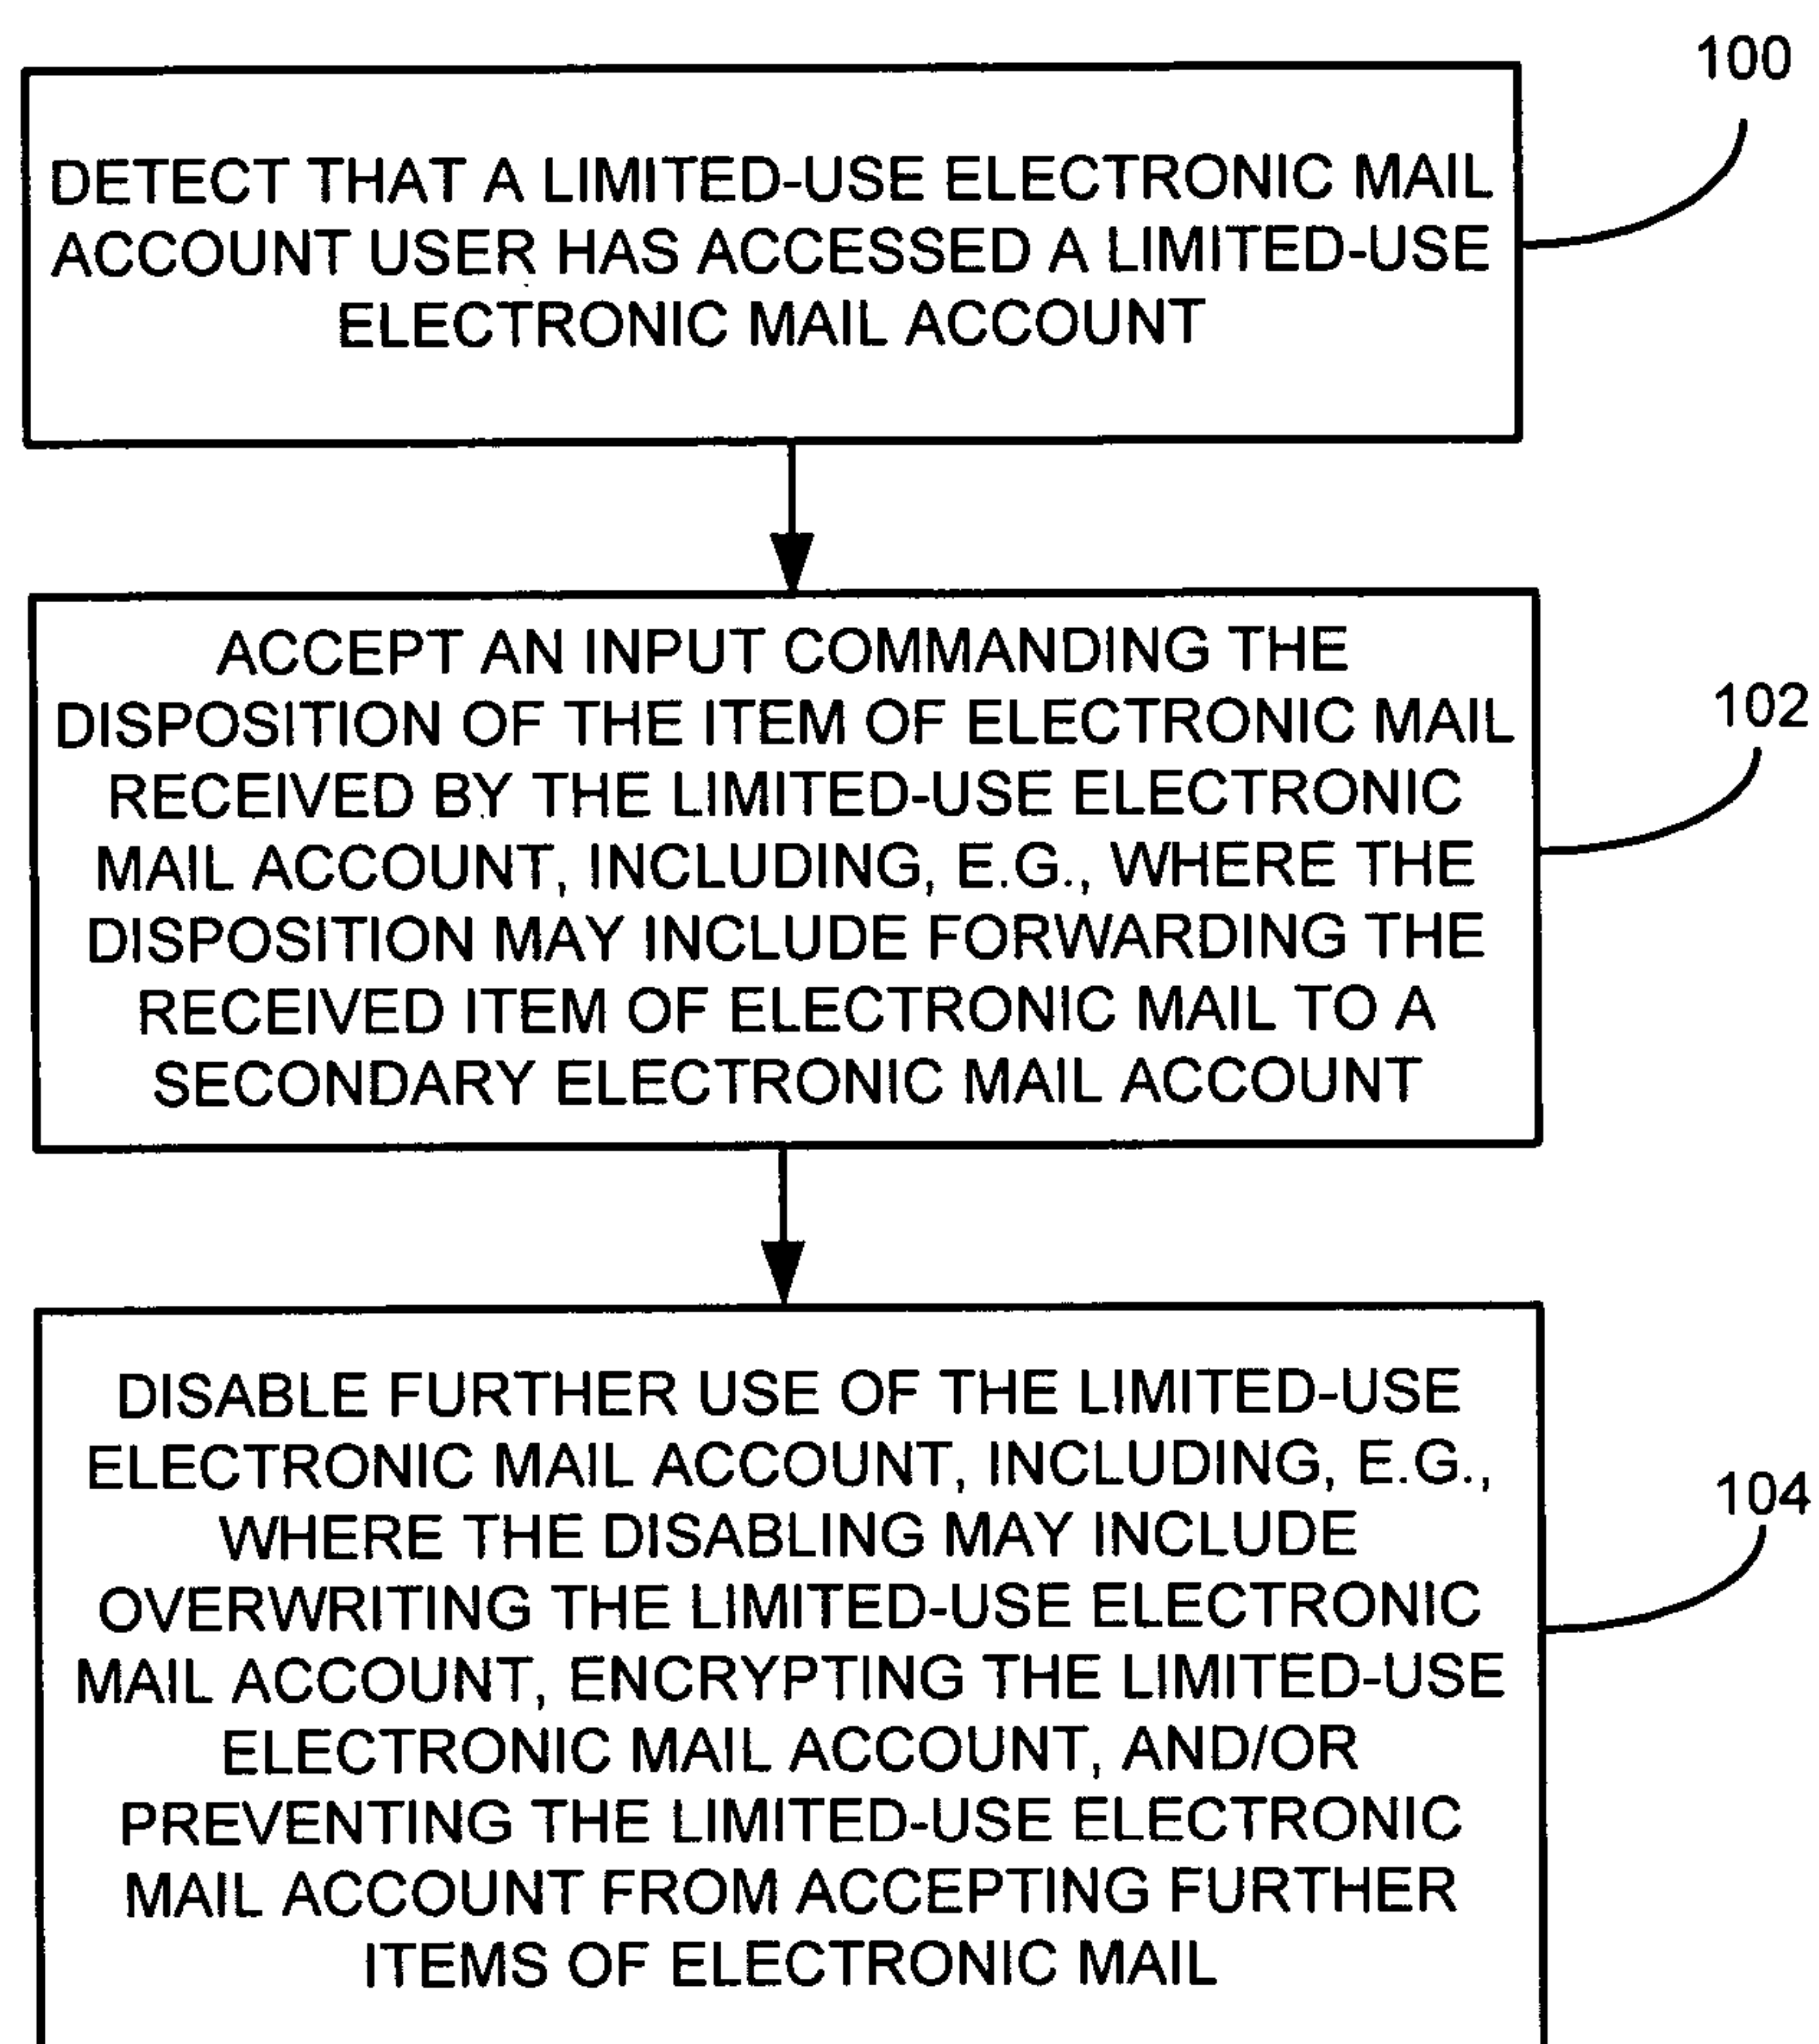 100
DETECT THAT A LIMITED-USE ELECTRONIC MAIL
ACCOUNT USER HAS ACCESSED A LIMITED-USE
ELECTRONIC MAIL ACCOUNT
102
ACCEPT AN INPUT COMMANDING THE
DISPOSITION OF THE ITEM OF ELECTRONIC MAIL
RECEIVED BY THE LIMITED-USE ELECTRONIC
MAIL ACCOUNT, INCLUDING, E.G., WHERE THE
DISPOSITION MAY INCLUDE FORWARDING THE
RECEIVED ITEM OF ELECTRONIC MAIL TO A
SECONDARY ELECTRONIC MAIL ACCOUNT
104
DISABLE FURTHER USE OF THE LIMITED-USE
ELECTRONIC MAIL ACCOUNT, INCLUDING, E.G.,
WHERE THE DISABLING MAY INCLUDE
OVERWRITING THE LIMITED-USE ELECTRONIC
MAIL ACCOUNT, ENCRYPTING THE LIMITED-USE
ELECTRONIC MAIL ACCOUNT, AND/OR
PREVENTING THE LIMITED-USE ELECTRONIC
MAIL ACCOUNT FROM ACCEPTING FURTHER
ITEMS OF ELECTRONIC MAIL